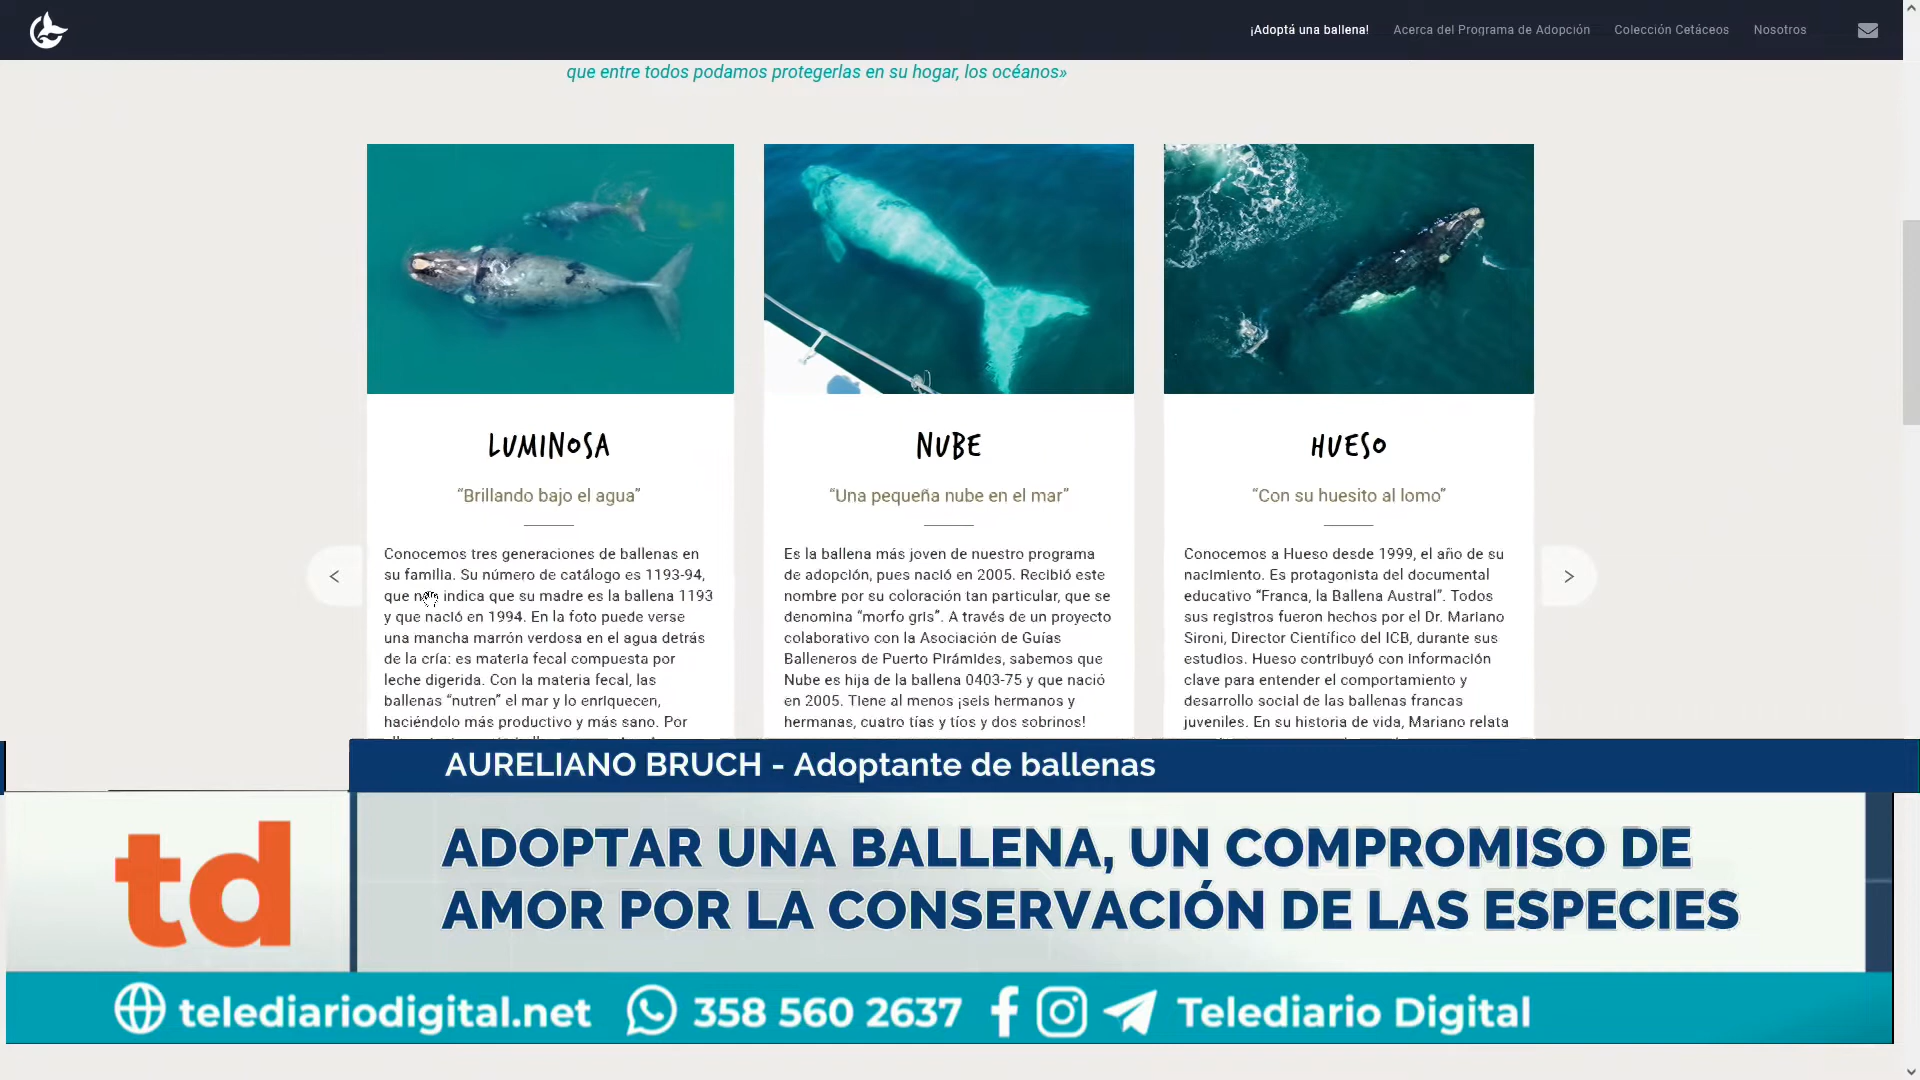 ¡Adoptá una ballena! Acerca del Programa de Adopción Colección Cetáceos Nosotros
que entre todos podamos protegerlas en su hogar, los océanos»
LUMINOSA
“Brillando bajo el agua”
Conocemos tres generaciones de ballenas en
su familia. Su número de catálogo es 1193-94,
que nos indica que su madre es la ballena 1193
y que nació en 1994. En la foto puede verse
una mancha marrón verdosa en el agua detrás
de la cría: es materia fecal compuesta por
leche digerida. Con la materia fecal, las
ballenas “nutren” el mar y lo enriquecen,
haciéndolo más productivo y más sano. Por
NUBE
“Una pequeña nube en el mar”
Es la ballena más joven de nuestro programa
de adopción, pues nació en 2005. Recibió este
nombre por su coloración tan particular, que se
denomina “morfo gris”. A través de un proyecto
colaborativo con la Asociación de Guías
Balleneros de Puerto Pirámides, sabemos que
Nube es hija de la ballena 0403-75 y que nació
en 2005. Tiene al menos ¡seis hermanos y
hermanas, cuatro tías y tíos y dos sobrinos!
HUESO
“Con su huesito al lomo”
Conocemos a Hueso desde 1999, el año de su
nacimiento. Es protagonista del documental
educativo “Franca, la Ballena Austral”. Todos
sus registros fueron hechos por el Dr. Mariano
Sironi, Director Científico del ICB, durante sus
estudios. Hueso contribuyó con información
clave para entender el comportamiento y
desarrollo social de las ballenas francas
juveniles. En su historia de vida, Mariano relata
AURELIANO BRUCH - Adoptante de ballenas
td
ADOPTAR UNA BALLENA, UN COMPROMISO DE
AMOR POR LA CONSERVACIÓN DE LAS ESPECIES
telediariodigital.net 358 560 2637 Telediario Digital